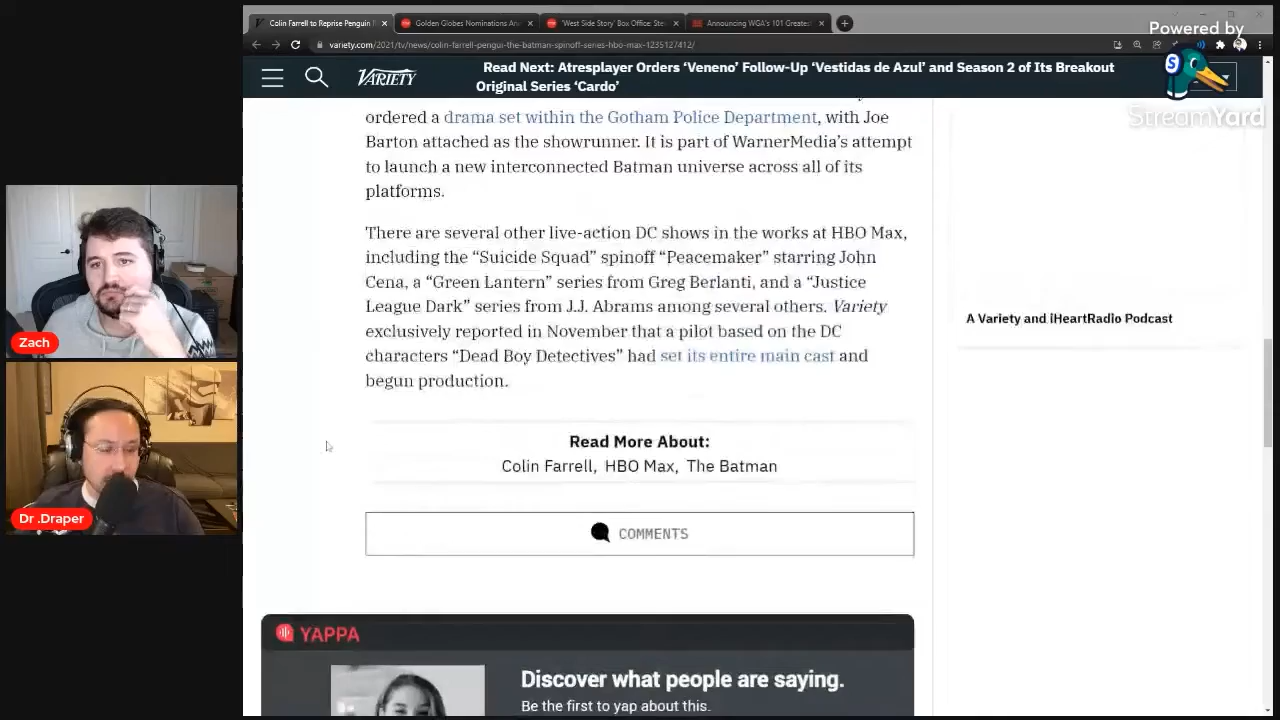 Colin Farrell to Reprise Penguin R
Golden Globes Nominations An
'West Side Story' Box Office: Ste
Announcing WGA's 101 Greates
variety.com/2021/tv/news/colin-farrell-pengui-the-batman-spinoff-series-hbo-max-1235127412/
Powered by
StreamYard
VARIETY
Read Next: Atresplayer Orders ‘Veneno’ Follow-Up ‘Vestidas de Azul’ and Season 2 of Its Breakout
Original Series ‘Cardo’
ordered a drama set within the Gotham Police Department, with Joe
Barton attached as the showrunner. It is part of WarnerMedia’s attempt
to launch a new interconnected Batman universe across all of its
platforms.
There are several other live-action DC shows in the works at HBO Max,
including the “Suicide Squad” spinoff “Peacemaker” starring John
Cena, a “Green Lantern” series from Greg Berlanti, and a “Justice
League Dark” series from J.J. Abrams among several others. Variety
exclusively reported in November that a pilot based on the DC
characters “Dead Boy Detectives” had set its entire main cast and
begun production.
A Variety and iHeartRadio Podcast
Read More About:
Colin Farrell, HBO Max, The Batman
COMMENTS
YAPPA
Discover what people are saying.
Be the first to yap about this.
Zach
Dr .Draper